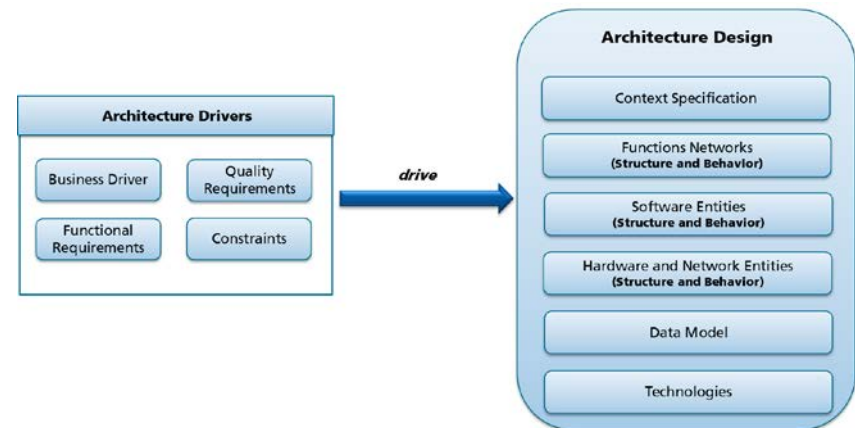 Architecture Drivers
Business Driver
Quality
Requirements
Functional
Requirements
Constraints
drive
Architecture Design
Context Specification
Functions Networks
(Structure and Behavior)
Software Entities
(Structure and Behavior)
Hardware and Network Entities
(Structure and Behavior)
Data Model
Technologies